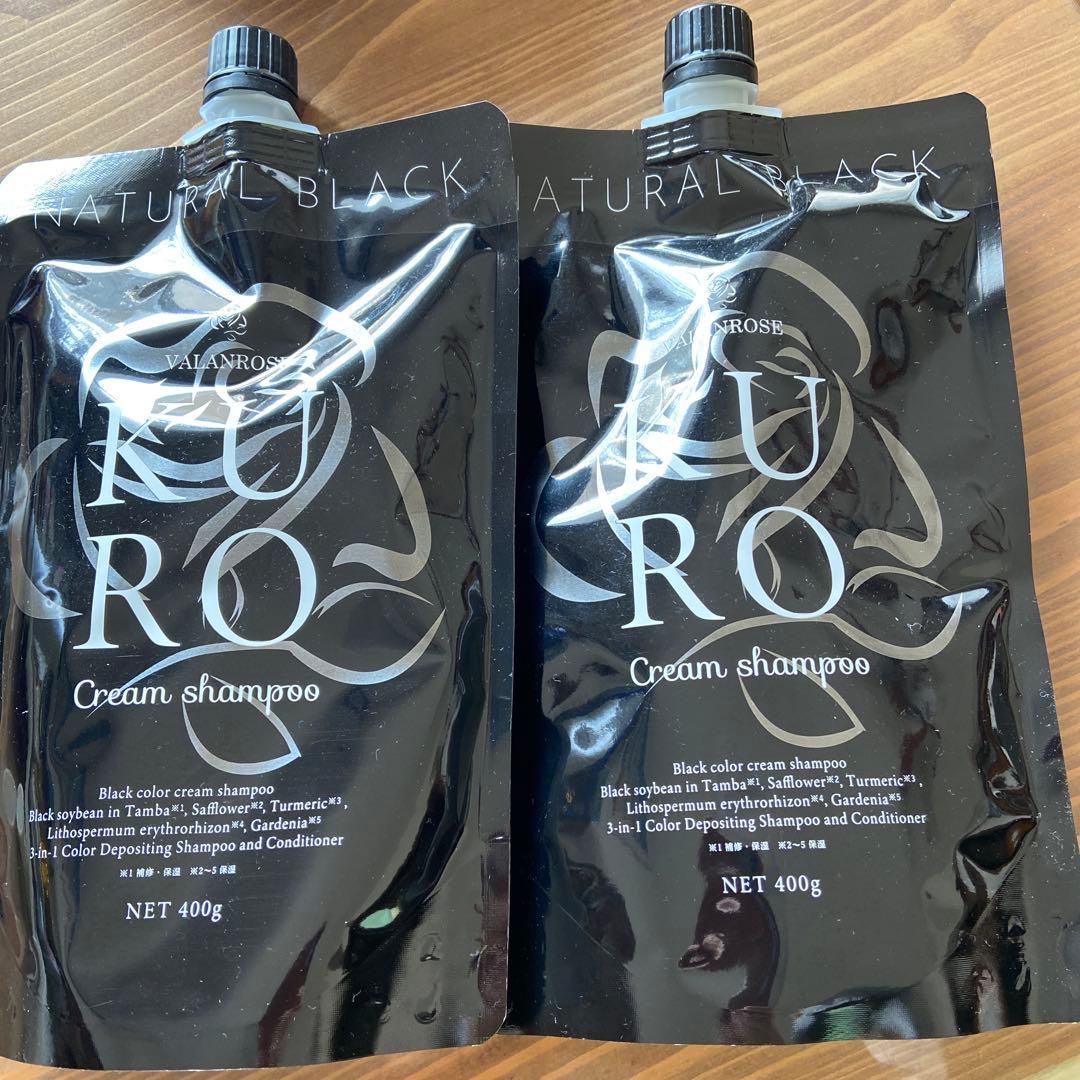 NATURAL BLACK
VALANROSE
KU
RO
Cream shampoo
Black color cream shampoo
Black soybean in Tamba※1, Safflower※2, Turmeric※3,
Lithospermum erythrorhizon※4, Gardenia※5
3-in-1 Color Depositing Shampoo and Conditioner
※1 補修・保湿 ※2〜5 保湿
NET 400g
NATURAL BLACK
VALANROSE
KU
RO
Cream shampoo
Black color cream shampoo
Black soybean in Tamba※1, Safflower※2, Turmeric※3,
Lithospermum erythrorhizon※4, Gardenia※5
3-in-1 Color Depositing Shampoo and Conditioner
※1 補修・保湿 ※2〜5 保湿
NET 400g